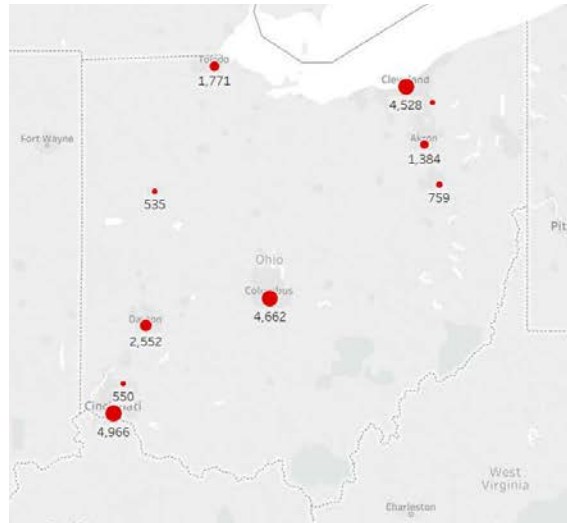 Toledo
1,771
Cleveland
4,528
Fort Wayne
Akron
1,384
535
759
Pit
Ohio
Columbus
4,662
Dayton
2,552
550
Cincinnati
4,966
West
Virginia
Charleston